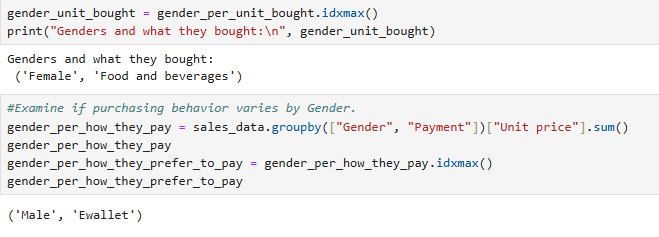 gender_unit_bought = gender_per_unit_bought.idxmax()
print("Genders and what they bought:\n", gender_unit_bought)
Genders and what they bought:
 ('Female', 'Food and beverages')
#Examine if purchasing behavior varies by Gender.
gender_per_how_they_pay = sales_data.groupby(["Gender", "Payment"])["Unit price"].sum()
gender_per_how_they_pay
gender_per_how_they_prefer_to_pay = gender_per_how_they_pay.idxmax()
gender_per_how_they_prefer_to_pay
('Male', 'Ewallet')